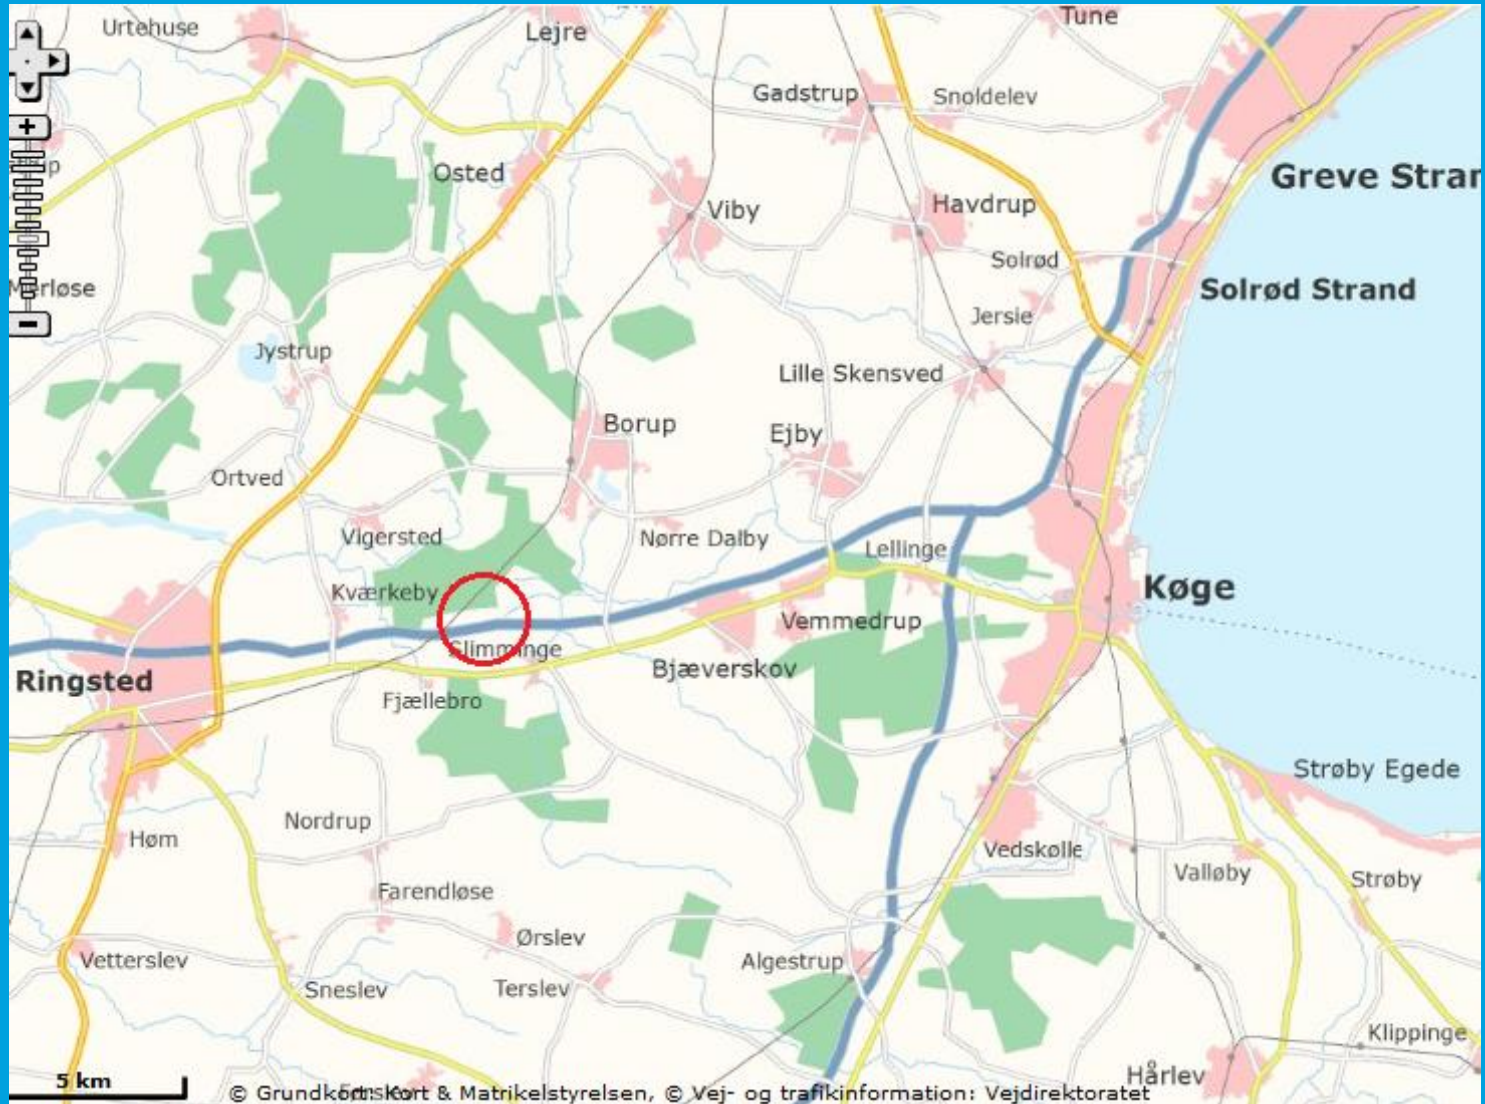 Urtehuse
Lejre
Tune
Gadstrup
Snoldelev
Osted
Greve Stran
Viby
Havdrup
Solrød
Solrød Strand
Jersie
Jystrup
Lille Skensved
Borup
Ejby
Ortved
Vigersted
Nørre Dalby
Lellinge
Kværkeby
Køge
Vemmedrup
Slimminge
Bjæverskov
Ringsted
Fjællebro
Strøby Egede
Nordrup
Høm
Vedskølle
Valløby
Strøby
Farendløse
Ørslev
Vetterslev
Algestrup
Terslev
Sneslev
Klippinge
Hårlev
5 km
© Grundkort: Kort & Matrikelstyrelsen, © Vej- og trafikinformation: Vejdirektoratet